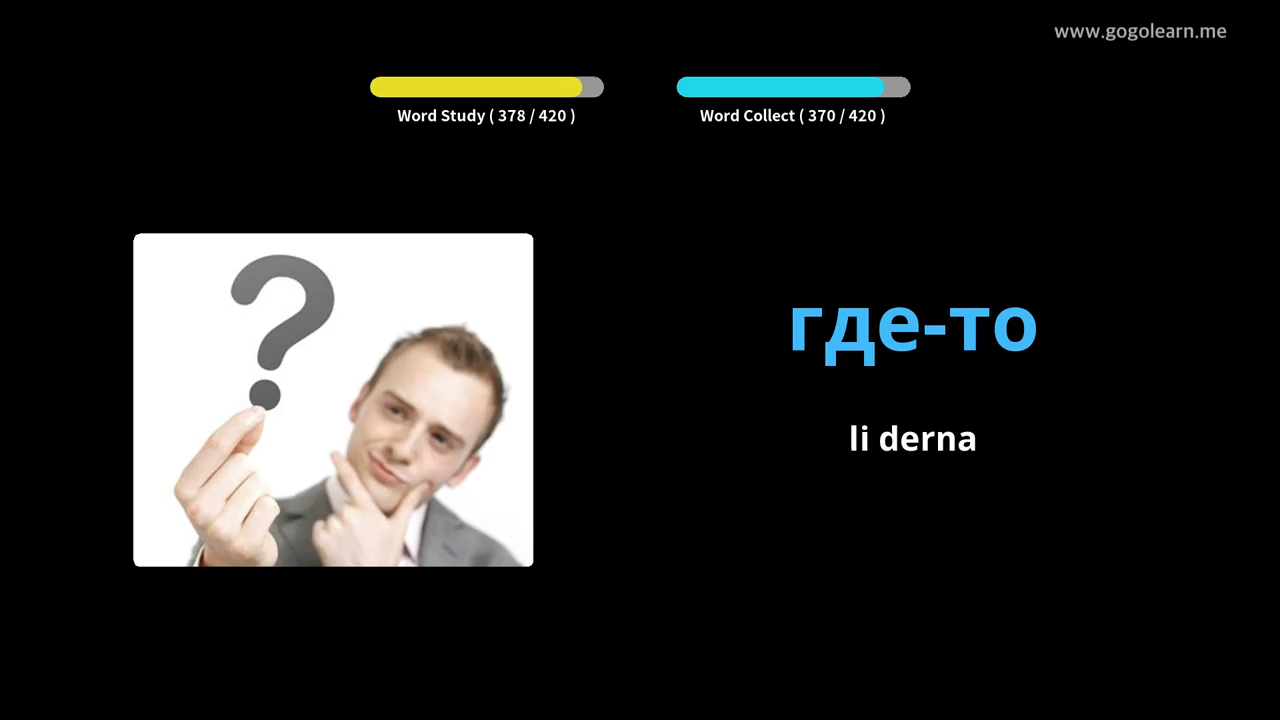 www.gogolearn.me
Word Study ( 378 / 420 )
Word Collect ( 370 / 420 )
где-то
li derna